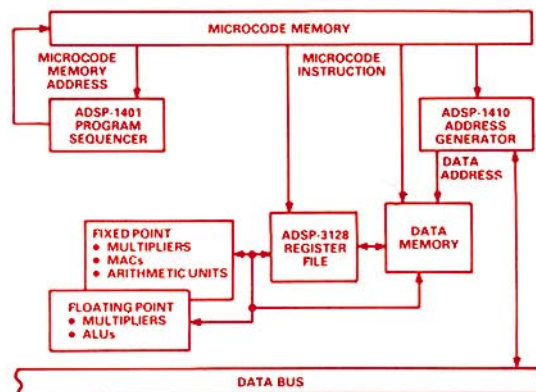 MICROCODE MEMORY
MICROCODE
MEMORY
ADDRESS
MICROCODE
INSTRUCTION
ADSP-1401
PROGRAM
SEQUENCER
ADSP-1410
ADDRESS
GENERATOR
DATA
ADDRESS
ADSP-3128
REGISTER
FILE
DATA
MEMORY
FIXED POINT
● MULTIPLIERS
● MACs
● ARITHMETIC UNITS
FLOATING POINT
● MULTIPLIERS
● ALUs
DATA BUS